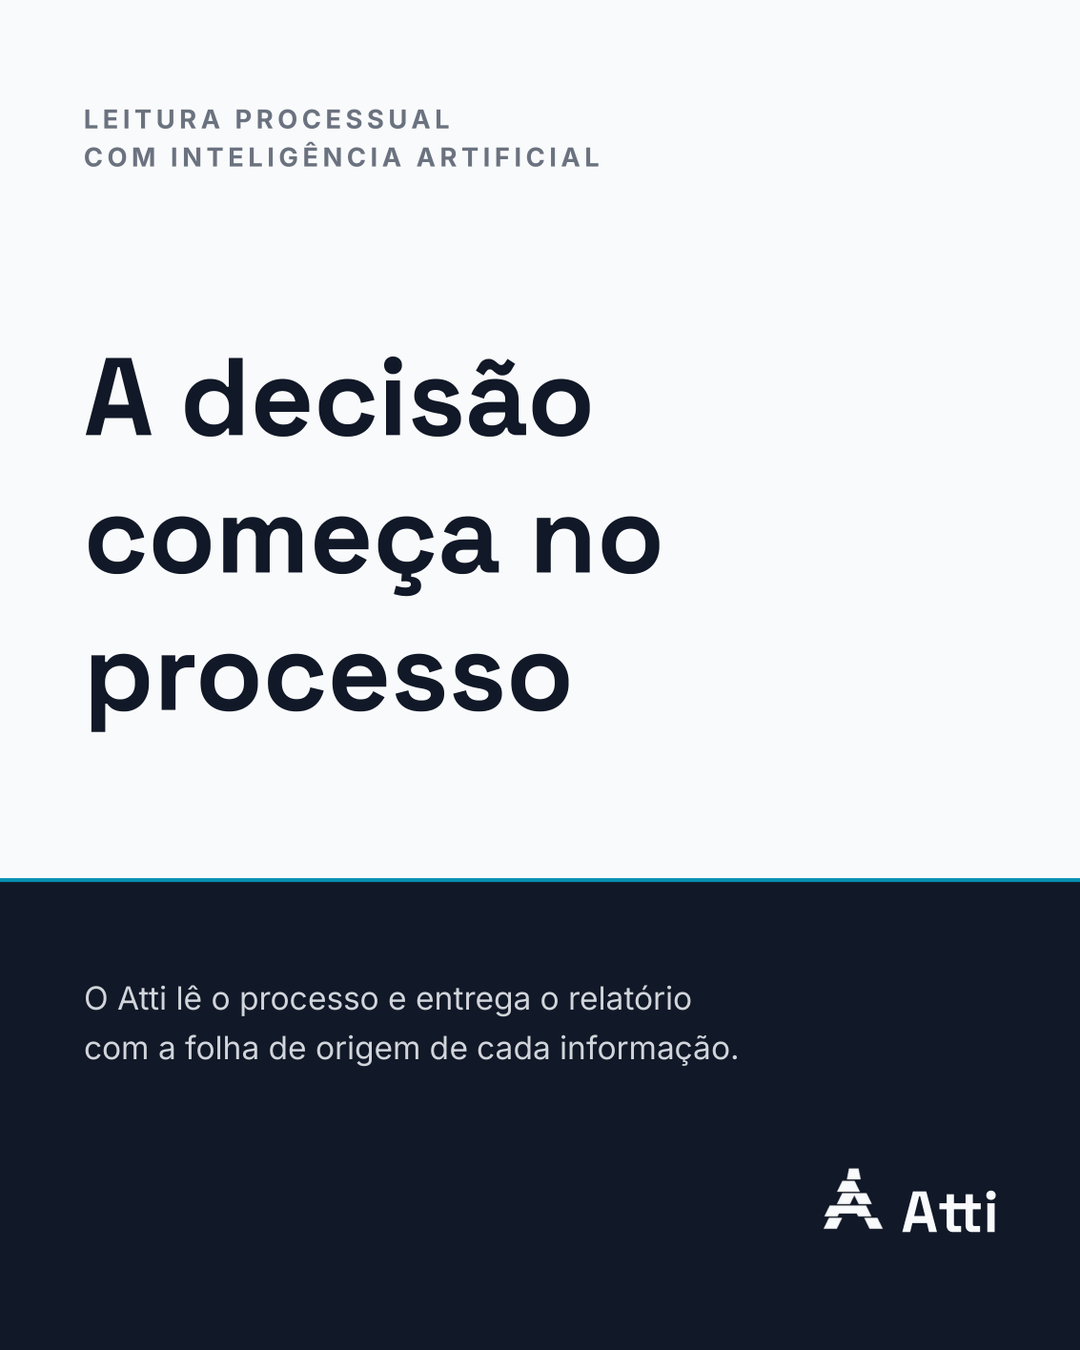 LEITURA PROCESSUAL
COM INTELIGÊNCIA ARTIFICIAL
A decisão
começa no
processo
O Atti lê o processo e entrega o relatório
com a folha de origem de cada informação.
Atti